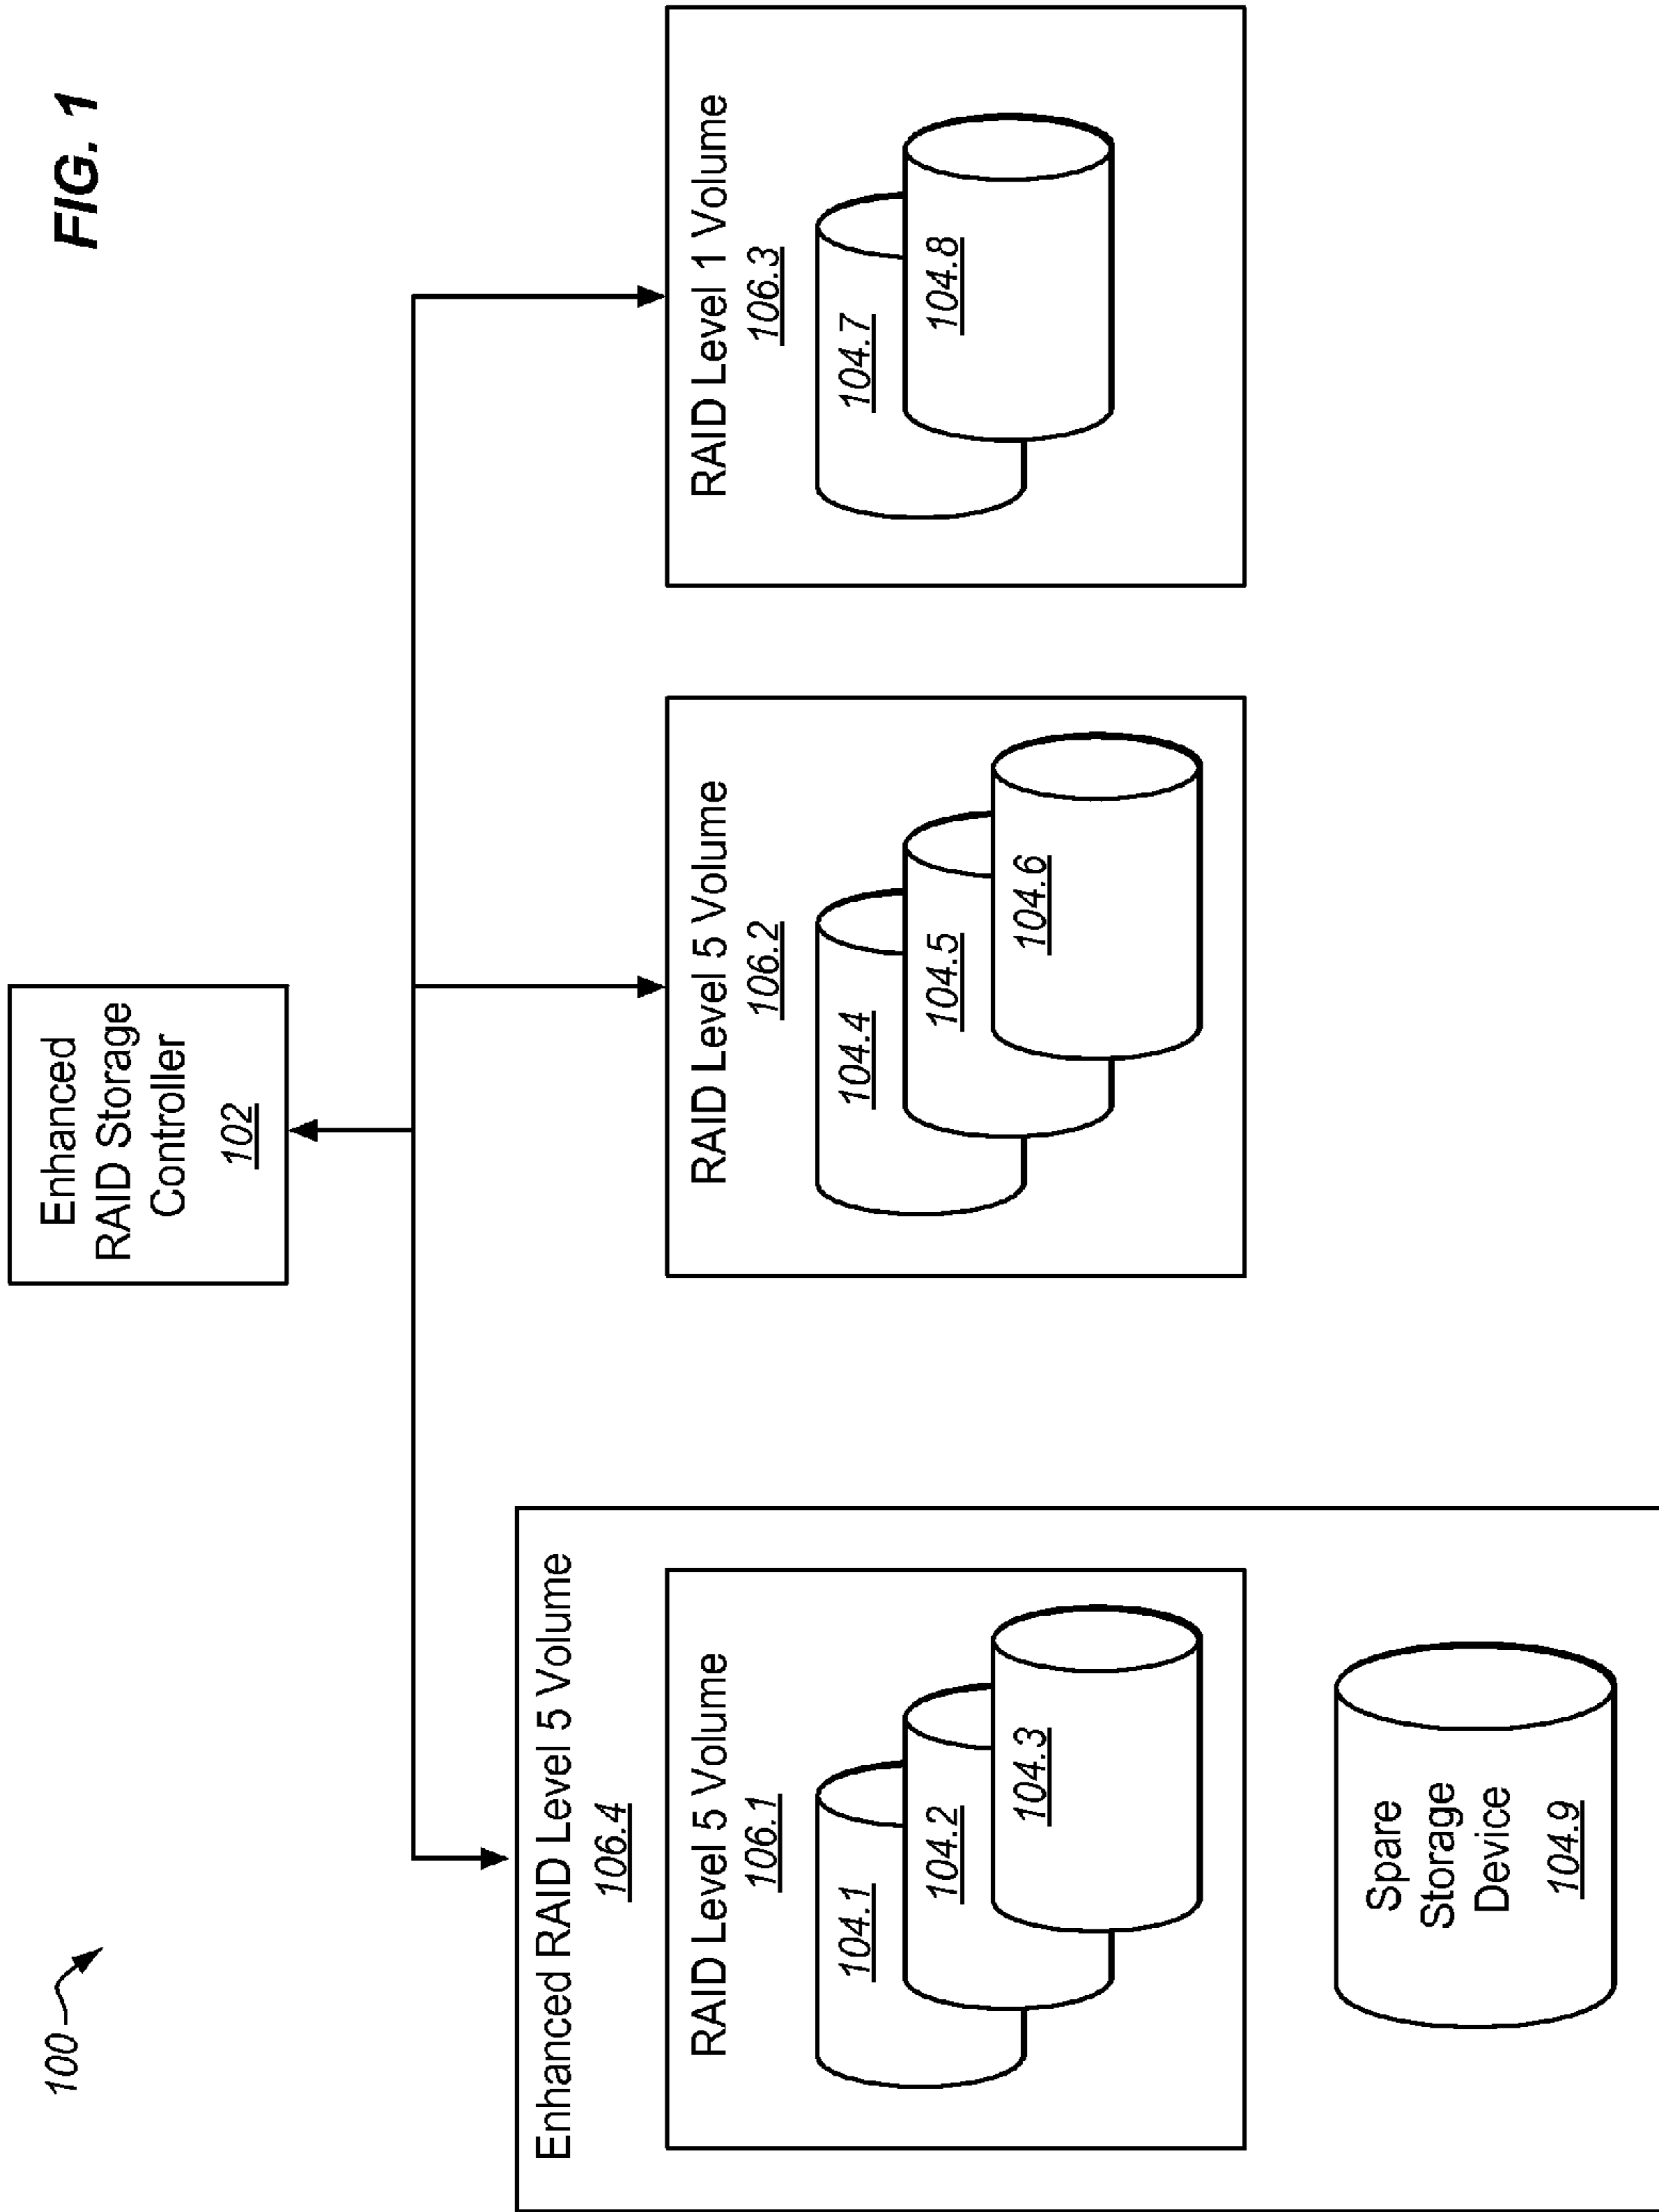 FIG. 1
100
Enhanced
RAID Storage
Controller
102
Enhanced RAID Level 5 Volume
106.4
RAID Level 5 Volume
106.1
104.1
104.2
104.3
Spare
Storage
Device
104.9
RAID Level 5 Volume
106.2
104.4
104.5
104.6
RAID Level 1 Volume
106.3
104.7
104.8